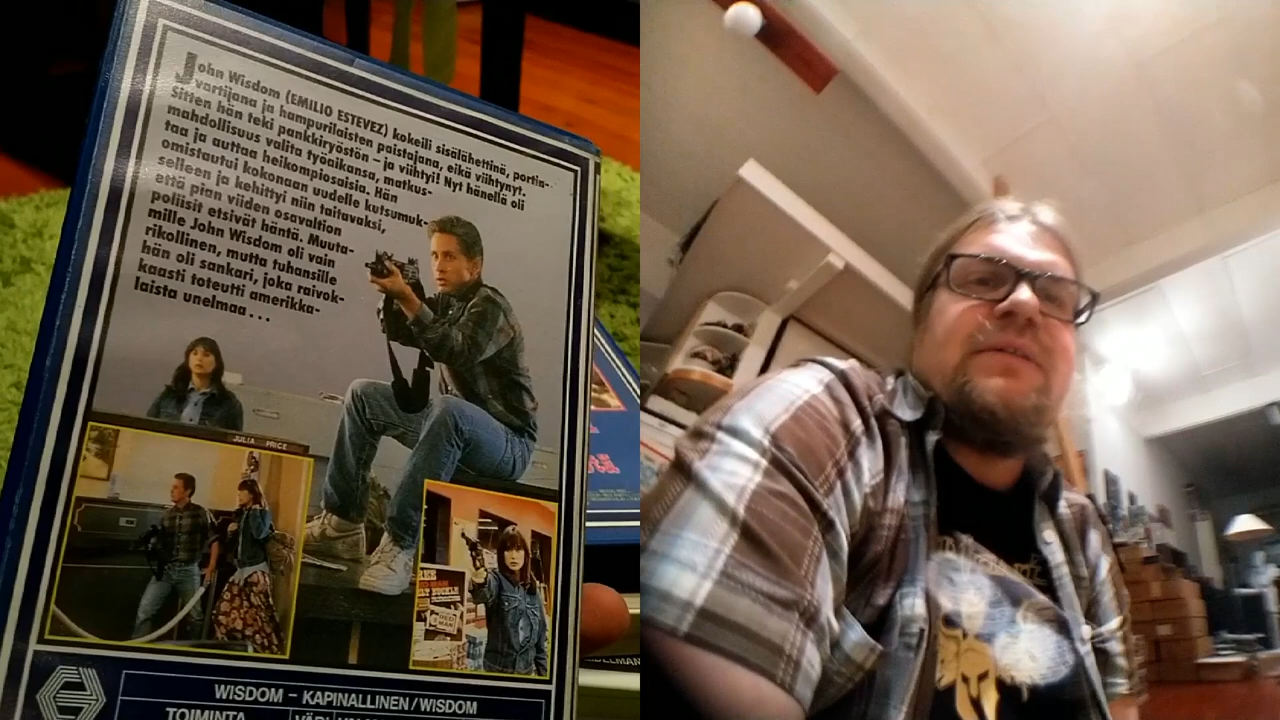 John Wisdom (EMILIO ESTEVEZ) kokeili sisälähettinä, portin-
vartijana ja hampurilaisten paistajana, eikä viihtynyt.
Sitten hän teki pankkiryöstön – ja viihtyi! Nyt hänellä oli
mahdollisuus valita työaikansa, matkus-
taa ja auttaa heikompiosaisia. Hän
omistautui kokonaan uudelle kutsumuk-
selleen ja kehittyi niin taitavaksi,
että pian viiden osavaltion
poliisit etsivät häntä. Muuta-
mille John Wisdom oli vain
rikollinen, mutta tuhansille
hän oli sankari, joka raivok-
kaasti toteutti amerikka-
laista unelmaa...
JULIA PRICE
RED MAN
WISDOM – KAPINALLINEN/WISDOM
TOIMINTA